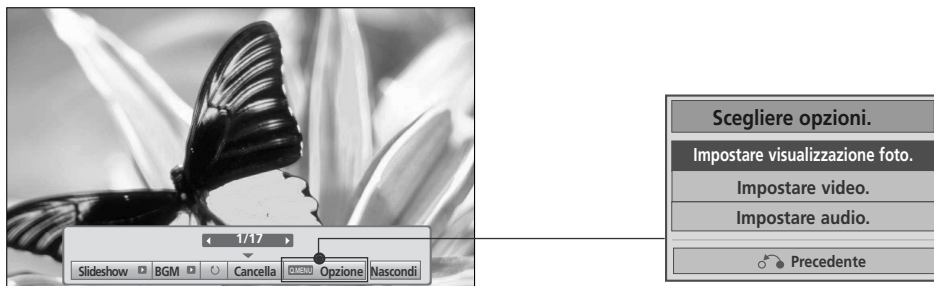 1/17
Slideshow BGM Cancella Q.MENU Opzione Nascondi
Scegliere opzioni.
Impostare visualizzazione foto.
Impostare video.
Impostare audio.
Precedente